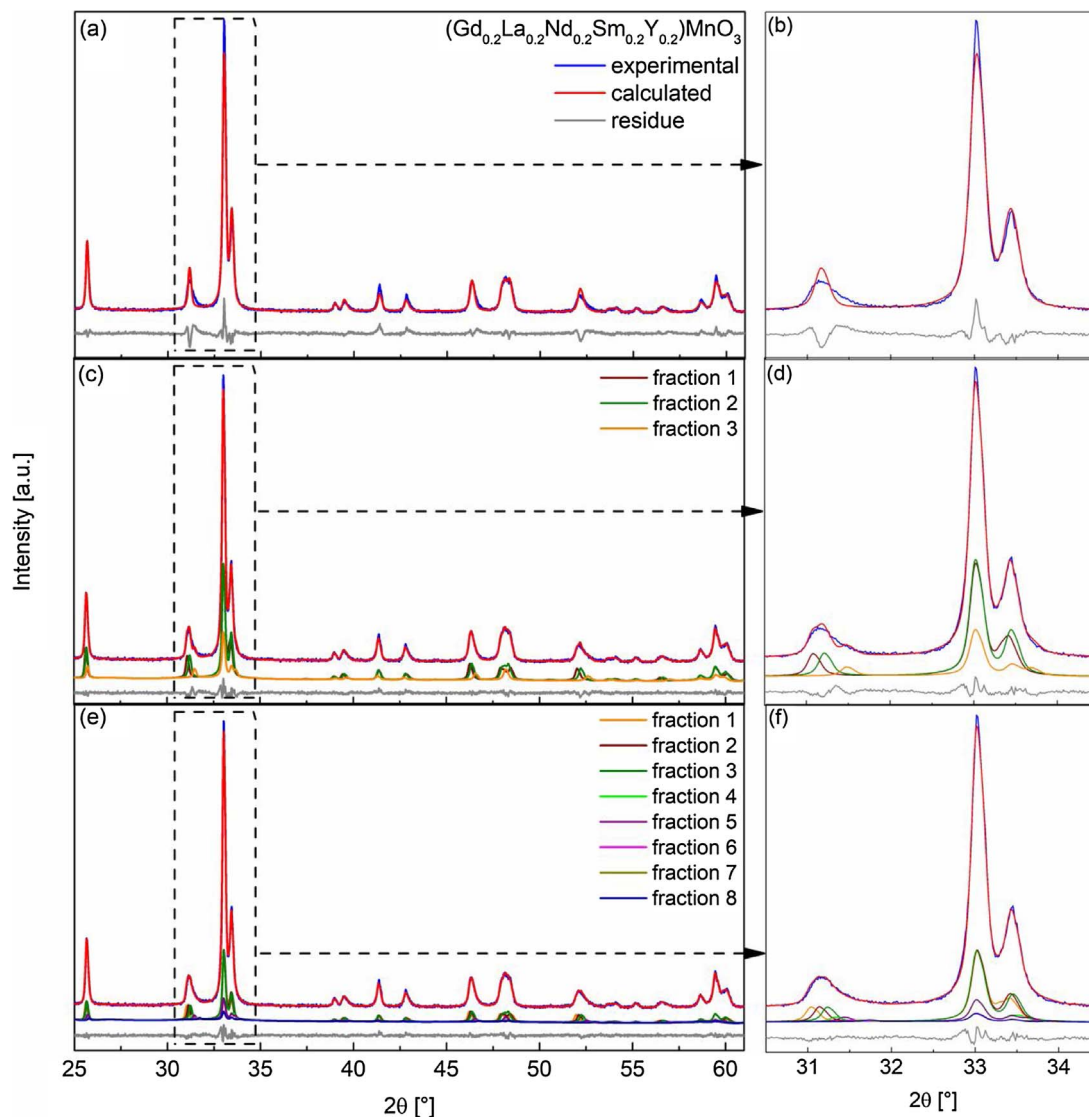 (a)
(Gd0.2La0.2Nd0.2Sm0.2Y0.2)MnO3
experimental
calculated
residue
(b)
(c)
fraction 1
fraction 2
fraction 3
(d)
(e)
fraction 1
fraction 2
fraction 3
fraction 4
fraction 5
fraction 6
fraction 7
fraction 8
(f)
Intensity [a.u.]
25 30 35 40 45 50 55 60
2θ [°]
31 32 33 34
2θ [°]